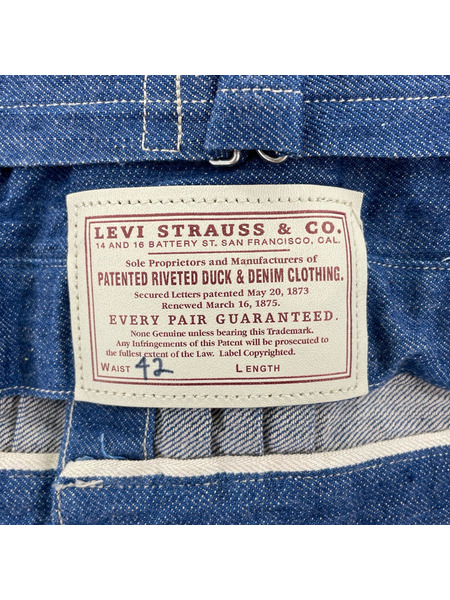 LEVI STRAUSS & CO.
14 AND 16 BATTERY ST. SAN FRANCISCO, CAL.
Sole Proprietors and Manufacturers of
PATENTED RIVETED DUCK & DENIM CLOTHING.
Secured Letters patented May 20, 1873
Renewed March 16, 1875.
EVERY PAIR GUARANTEED.
None Genuine unless bearing this Trademark.
Any Infringements of this Patent will be prosecuted to
the fullest extent of the Law. Label Copyrighted.
WAIST 42 LENGTH